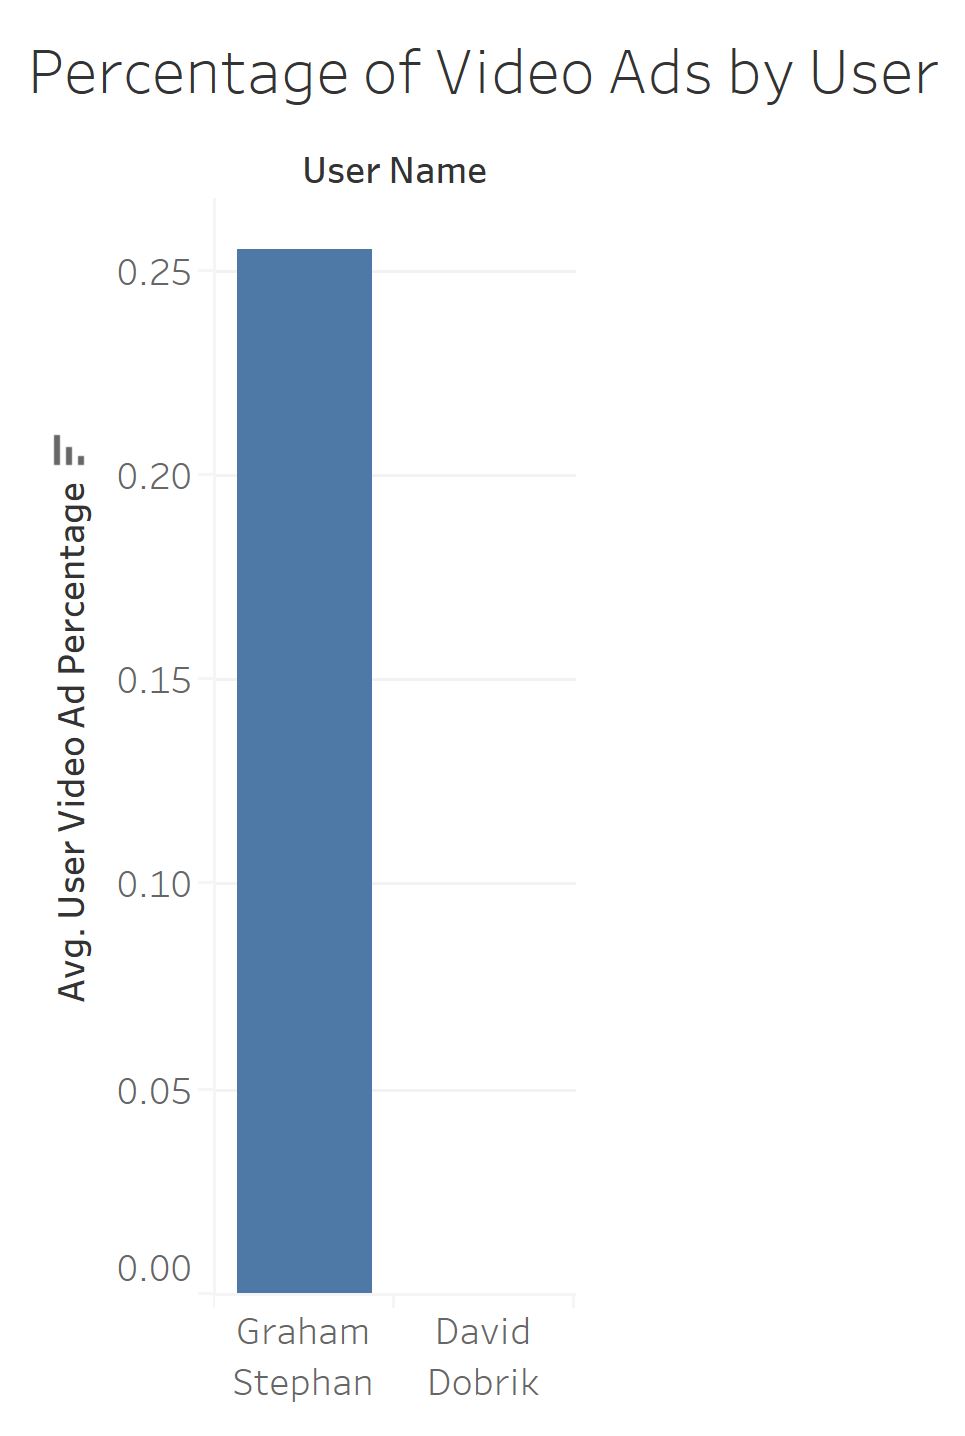 Percentage of Video Ads by User
User Name
Avg. User Video Ad Percentage
0.25
0.20
0.15
0.10
0.05
0.00
Graham
Stephan
David
Dobrik